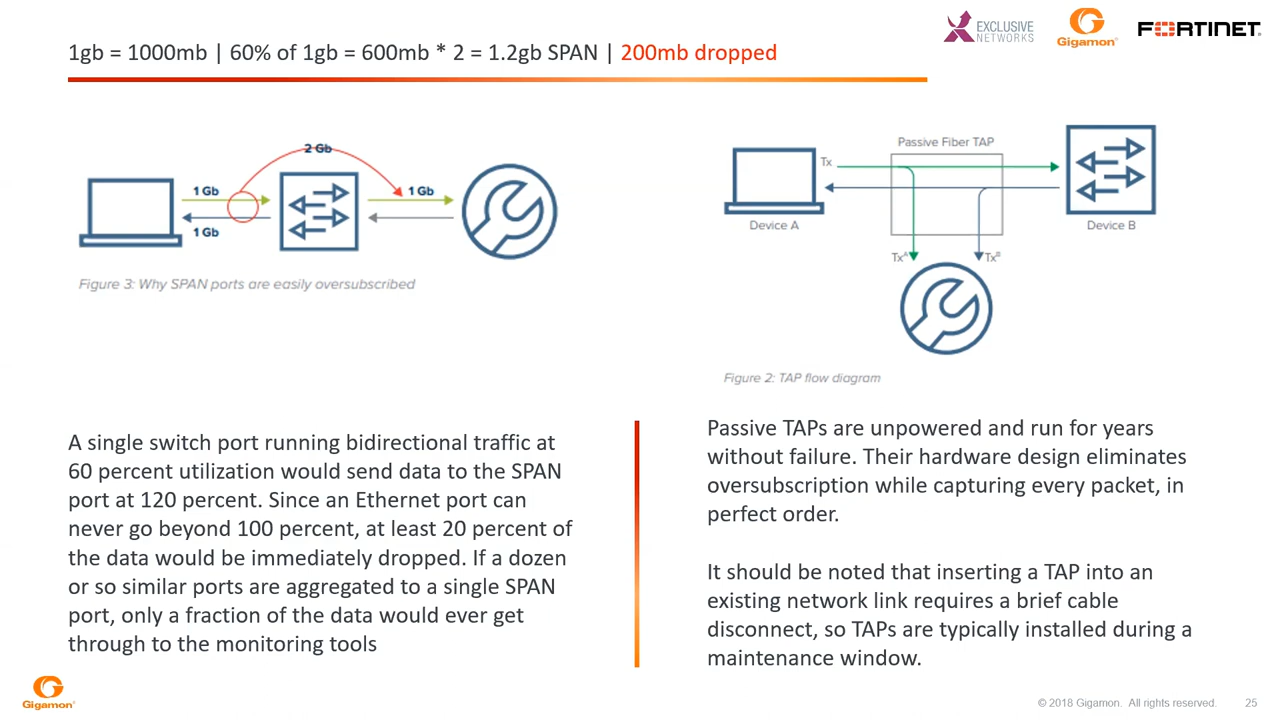 1gb = 1000mb | 60% of 1gb = 600mb * 2 = 1.2gb SPAN | 200mb dropped
EXCLUSIVE
NETWORKS
Gigamon®
FORTINET®
2 Gb
1 Gb
1 Gb
1 Gb
Figure 3: Why SPAN ports are easily oversubscribed
Passive Fiber TAP
Tx
Device A
Device B
Txᴬ
Txᴮ
Figure 2: TAP flow diagram
A single switch port running bidirectional traffic at
60 percent utilization would send data to the SPAN
port at 120 percent. Since an Ethernet port can
never go beyond 100 percent, at least 20 percent of
the data would be immediately dropped. If a dozen
or so similar ports are aggregated to a single SPAN
port, only a fraction of the data would ever get
through to the monitoring tools
Passive TAPs are unpowered and run for years
without failure. Their hardware design eliminates
oversubscription while capturing every packet, in
perfect order.
It should be noted that inserting a TAP into an
existing network link requires a brief cable
disconnect, so TAPs are typically installed during a
maintenance window.
Gigamon®
© 2018 Gigamon. All rights reserved.
25